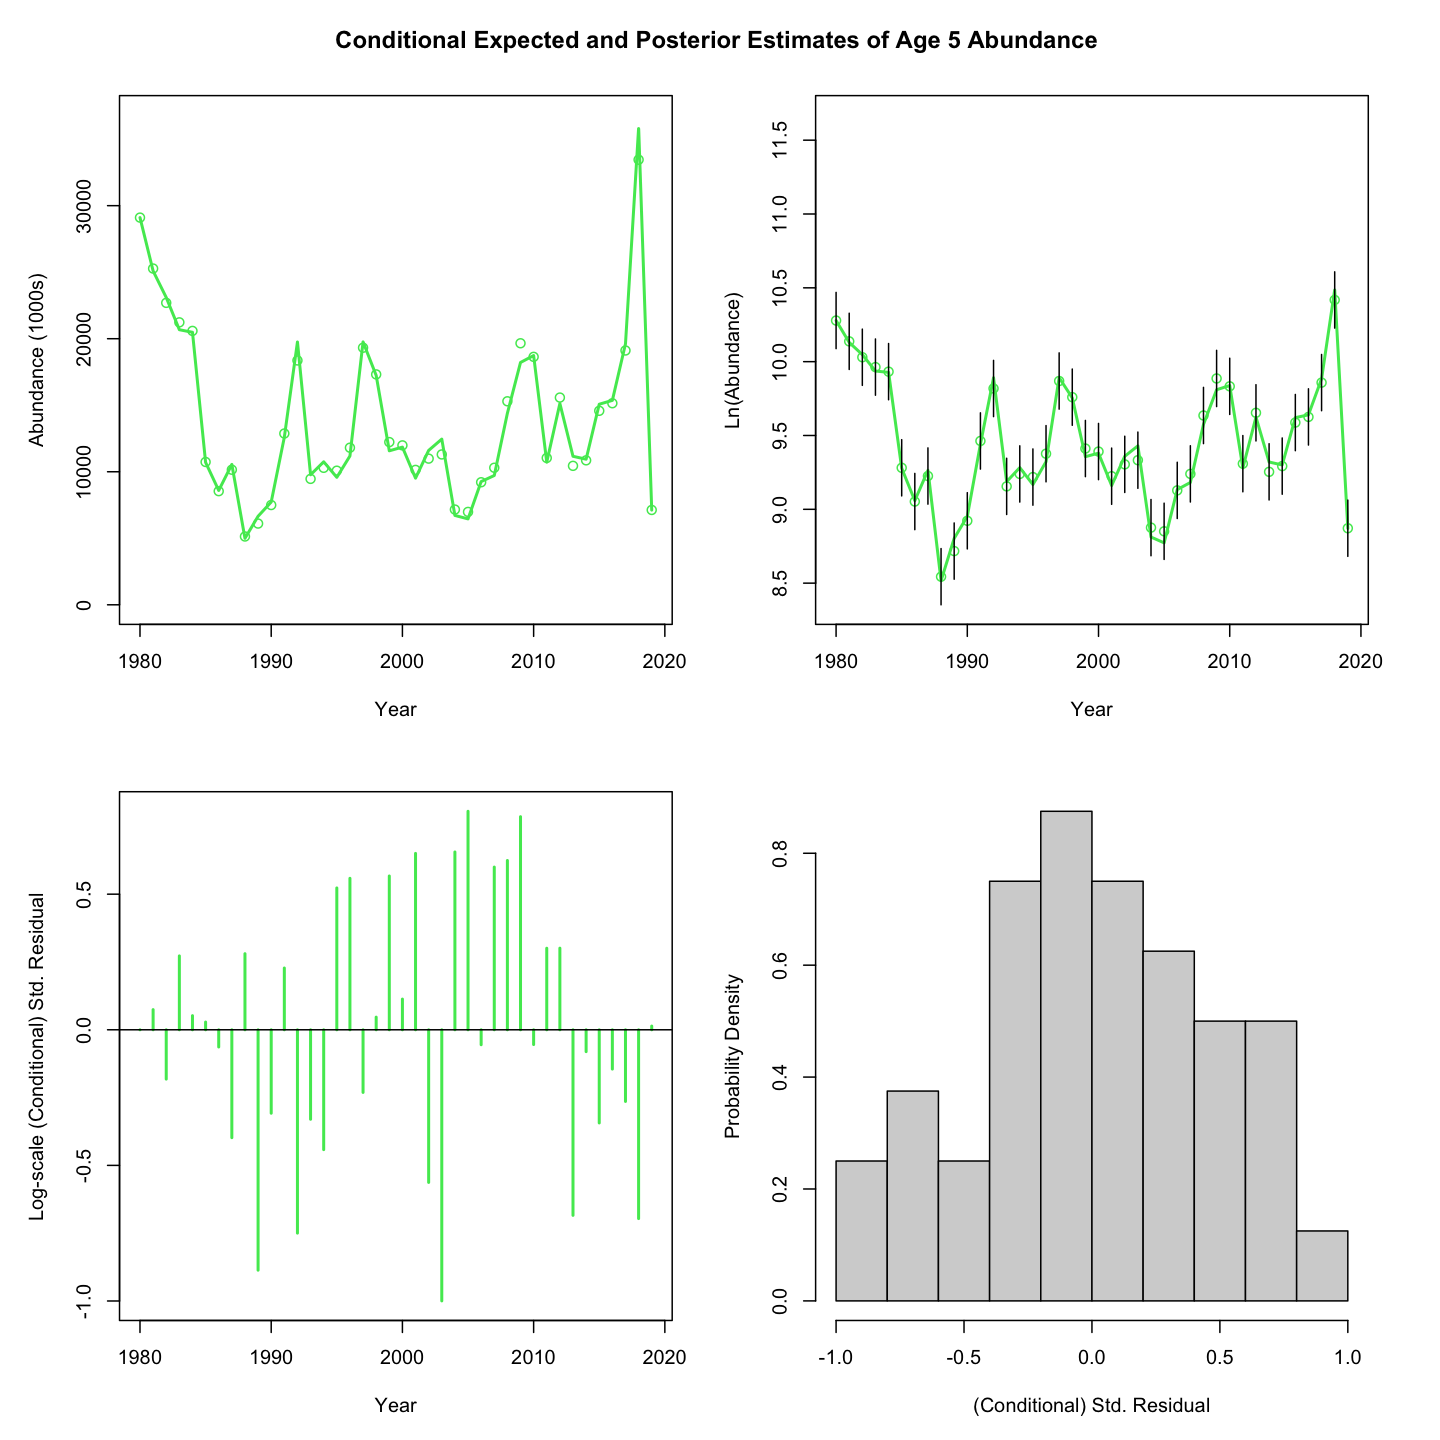 Conditional Expected and Posterior Estimates of Age 5 Abundance
Abundance (1000s)
30000
20000
10000
0
1980 1990 2000 2010 2020
Year
Ln(Abundance)
11.5
11.0
10.5
10.0
9.5
9.0
8.5
1980 1990 2000 2010 2020
Year
Log-scale (Conditional) Std. Residual
0.5
0.0
-0.5
-1.0
1980 1990 2000 2010 2020
Year
Probability Density
0.8
0.6
0.4
0.2
0.0
-1.0 -0.5 0.0 0.5 1.0
(Conditional) Std. Residual